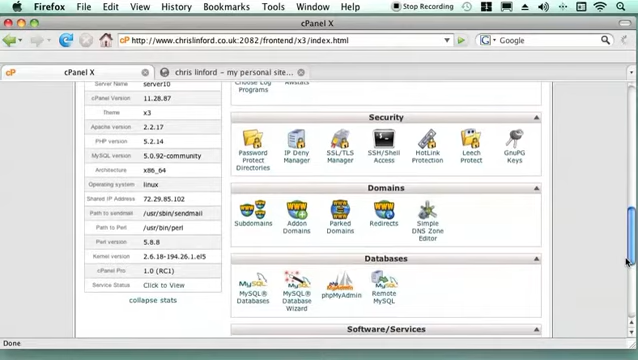 Firefox File Edit View History Bookmarks Tools Window Stop Recording
cPanel X
http://www.chrislinford.co.uk:2082/frontend/x3/index.html Google
cP cPanel X chris linford – my personal site...
Server Name server10
cPanel Version 11.28.87
Theme x3
Apache version 2.2.17
PHP version 5.2.14
MySQL version 5.0.92-community
Architecture x86_64
Operating system linux
Shared IP Address 72.29.85.102
Path to sendmail /usr/sbin/sendmail
Path to Perl /usr/bin/perl
Perl version 5.8.8
Kernel version 2.6.18-194.26.1.el5
cPanel Pro 1.0 (RC1)
Service Status Click to View
collapse stats
Choose Log Programs
Awstats
Security
Password Protect Directories
IP Deny Manager
SSL/TLS Manager
SSH/Shell Access
HotLink Protection
Leech Protect
GnuPG Keys
Domains
Subdomains
Addon Domains
Parked Domains
Redirects
Simple DNS Zone Editor
Databases
MySQL® Databases
MySQL® Database Wizard
phpMyAdmin
Remote MySQL
Software/Services
Done